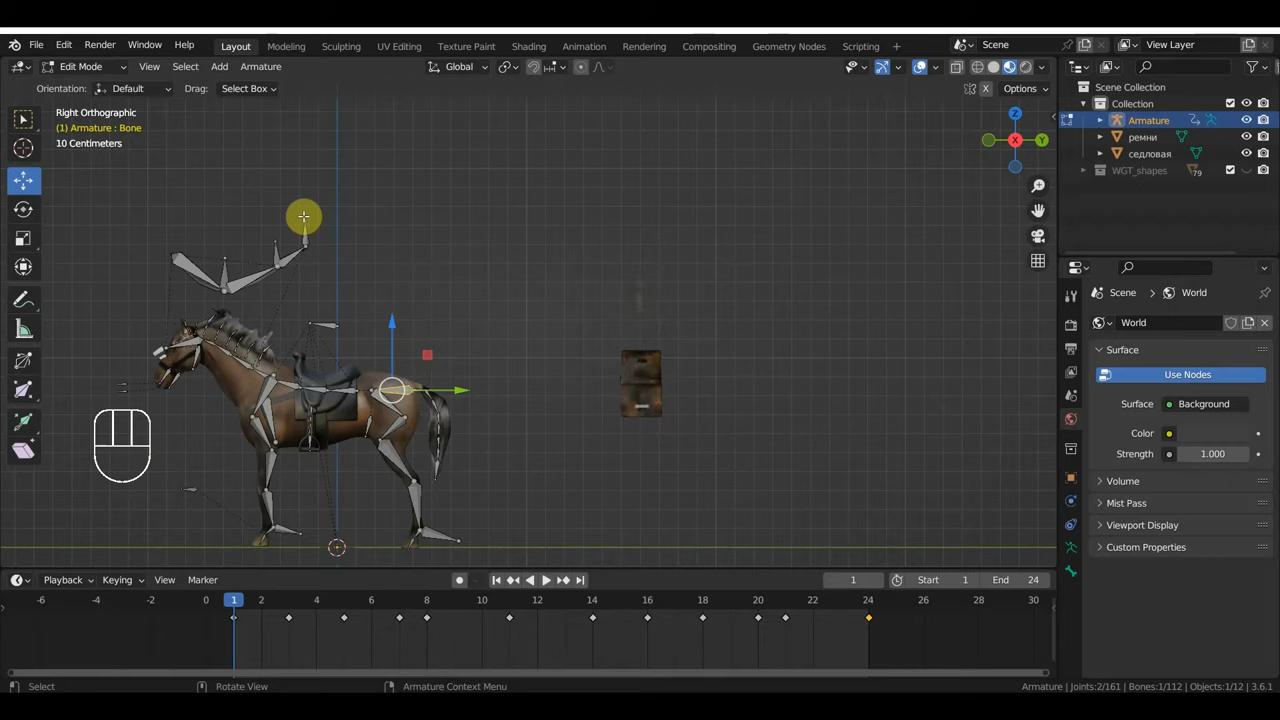 File Edit Render Window Help Layout Modeling Sculpting UV Editing Texture Paint Shading Animation Rendering Compositing Geometry Nodes Scripting + Scene View Layer
Edit Mode View Select Add Armature Global
Orientation: Default Drag: Select Box X Options
Right Orthographic
(1) Armature : Bone
10 Centimeters
Z
X
Y
Scene Collection
Collection
Armature
ремни
седловая
WGT_shapes 79
Scene World
World
Surface
Use Nodes
Surface Background
Color
Strength 1.000
Volume
Mist Pass
Viewport Display
Custom Properties
Playback Keying View Marker 1 Start 1 End 24
-6 -4 -2 0 1 2 4 6 8 10 12 14 16 18 20 22 24 26 28 30
Select Rotate View Armature Context Menu Armature | Joints:2/161 | Bones:1/112 | Objects:1/12 | 3.6.1